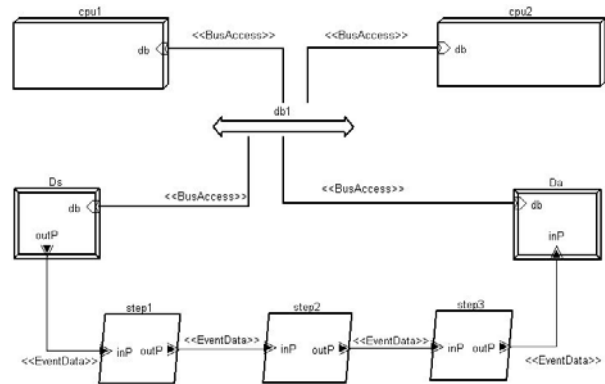 cpu1
cpu2
db
<<BusAccess>>
<<BusAccess>>
db
db1
Ds
Da
<<BusAccess>>
<<BusAccess>>
db
db
outP
inP
step1
step2
step3
<<EventData>>
<<EventData>>
inP
outP
inP
outP
inP
outP
<<EventData>>
<<EventData>>